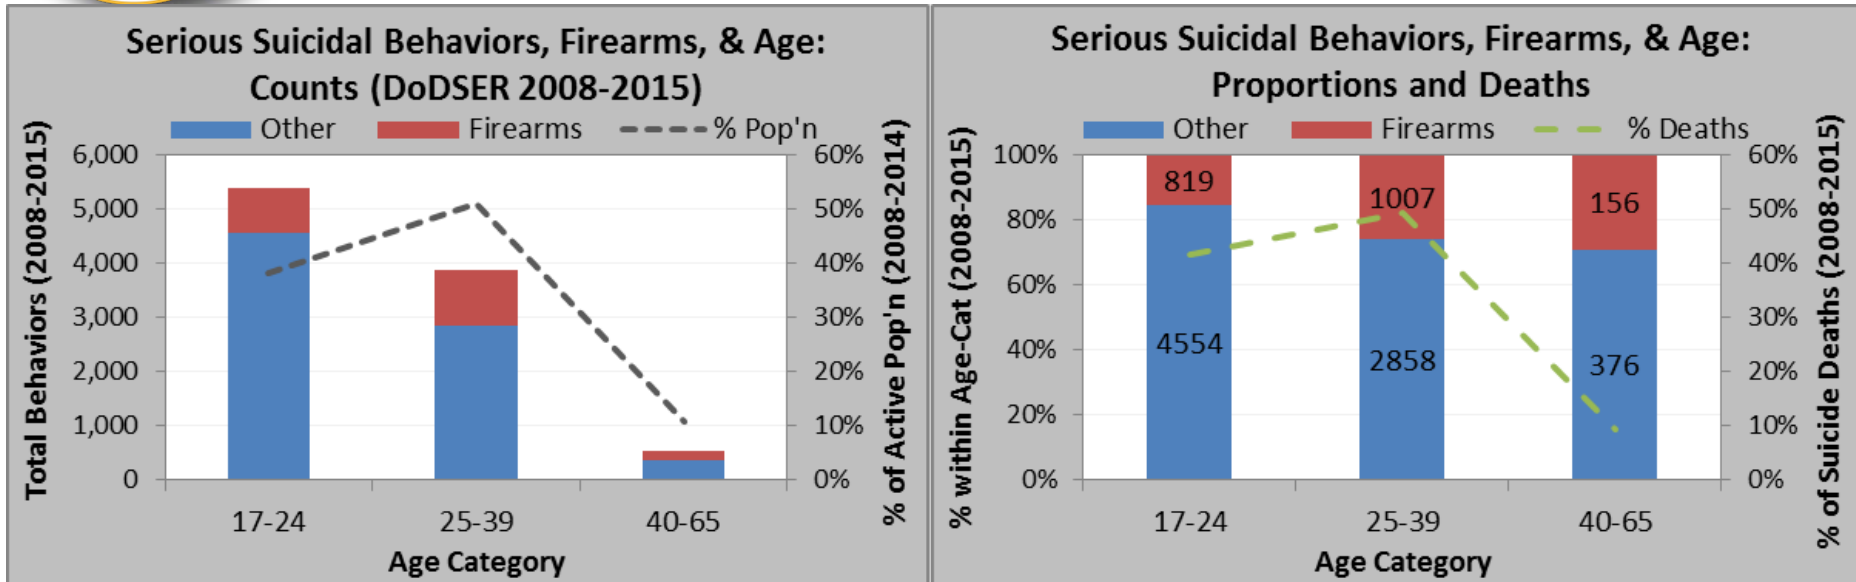 Serious Suicidal Behaviors, Firearms, & Age:
Counts (DoDSER 2008-2015)
Other
Firearms
% Pop'n
Total Behaviors (2008-2015)
6,000
5,000
4,000
3,000
2,000
1,000
0
60%
50%
40%
30%
20%
10%
0%
% of Active Pop'n (2008-2014)
17-24
25-39
40-65
Age Category
Serious Suicidal Behaviors, Firearms, & Age:
Proportions and Deaths
Other
Firearms
% Deaths
% within Age-Cat (2008-2015)
100%
80%
60%
40%
20%
0%
819
1007
156
4554
2858
376
60%
50%
40%
30%
20%
10%
0%
% of Suicide Deaths (2008-2015)
17-24
25-39
40-65
Age Category